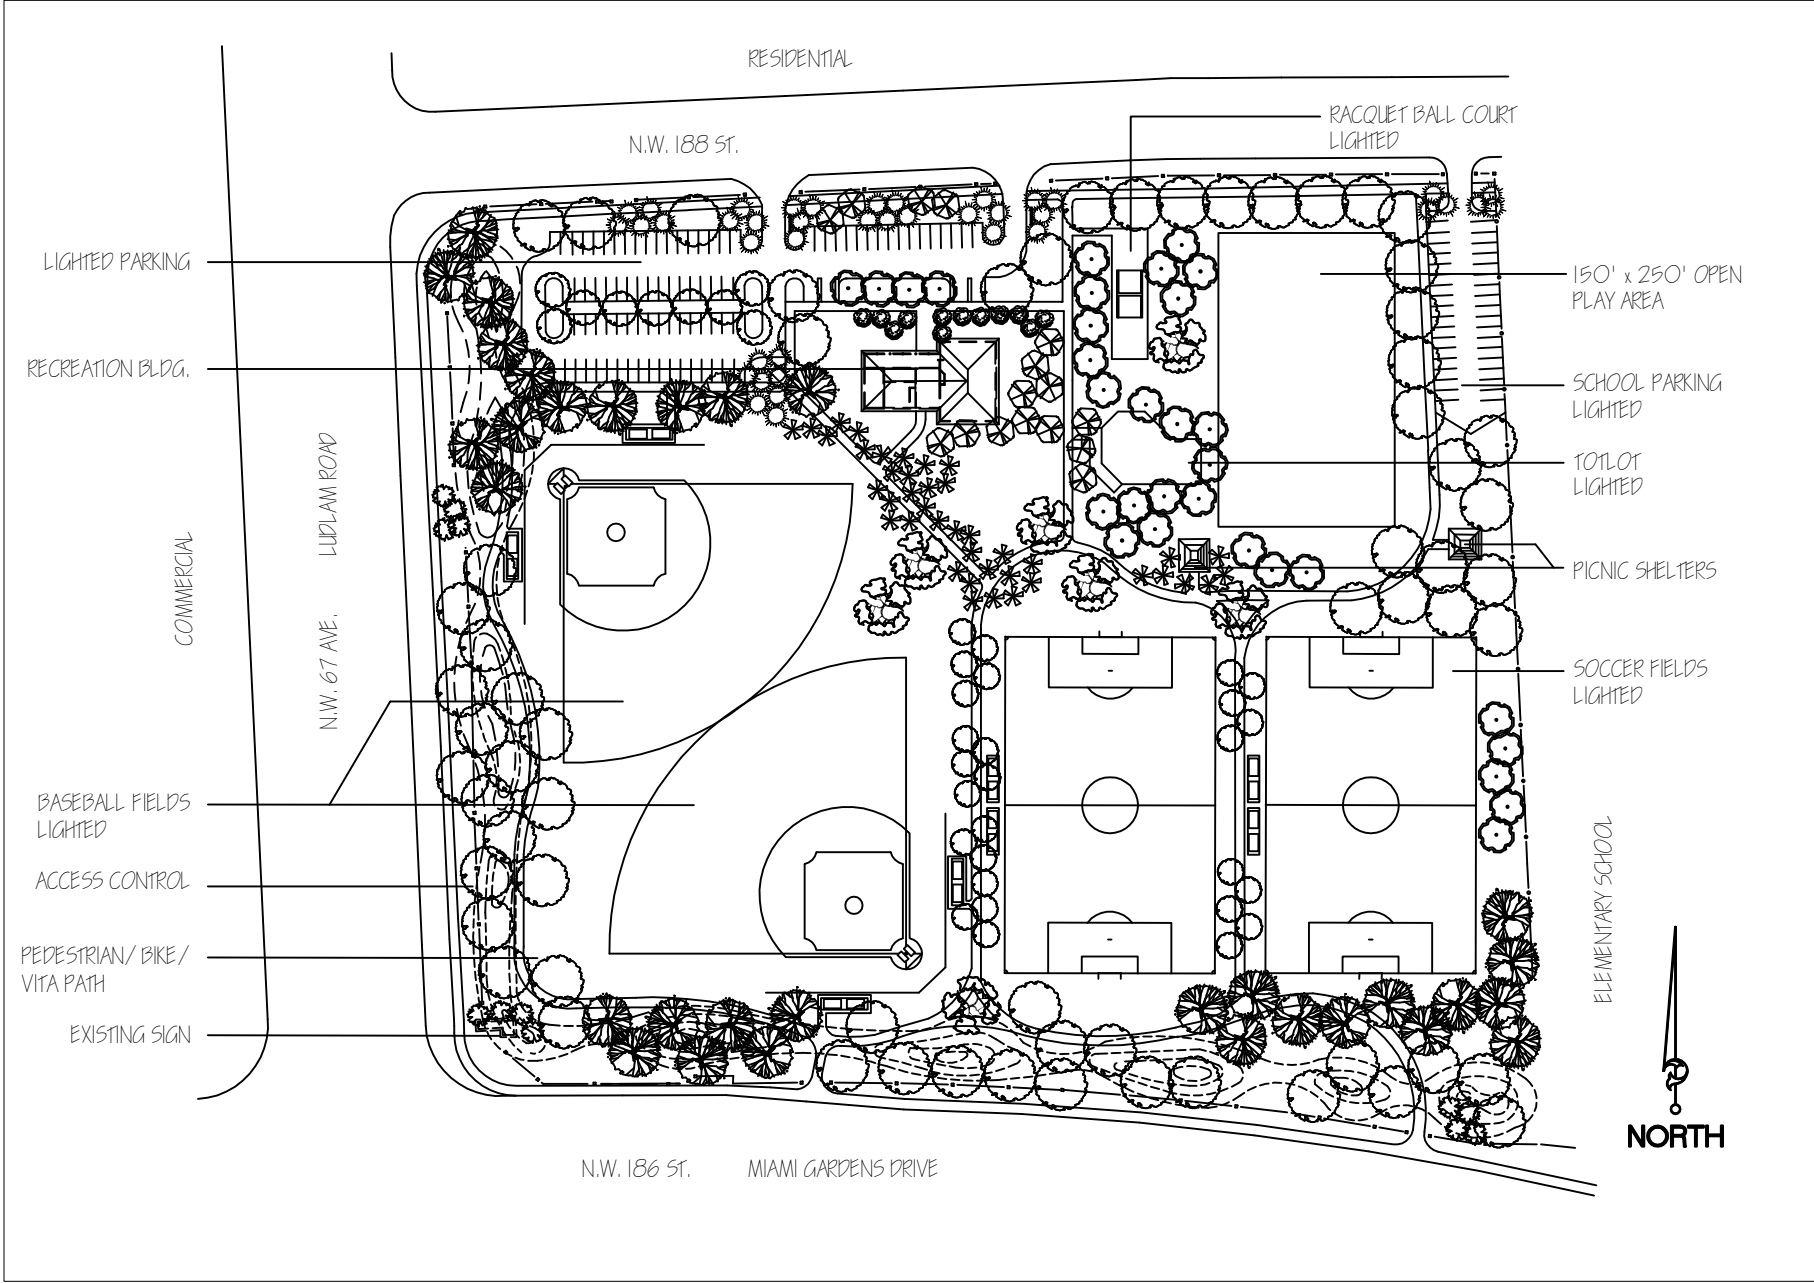 RESIDENTIAL
N.W. 188 ST.
RACQUET BALL COURT
LIGHTED
LIGHTED PARKING
150' x 250' OPEN
PLAY AREA
RECREATION BLDG.
SCHOOL PARKING
LIGHTED
TOTLOT
LIGHTED
COMMERCIAL
N.W. 67 AVE. LUDLAM ROAD
PICNIC SHELTERS
SOCCER FIELDS
LIGHTED
BASEBALL FIELDS
LIGHTED
ACCESS CONTROL
ELEMENTARY SCHOOL
PEDESTRIAN/ BIKE/
VITA PATH
EXISTING SIGN
NORTH
N.W. 186 ST. MIAMI GARDENS DRIVE